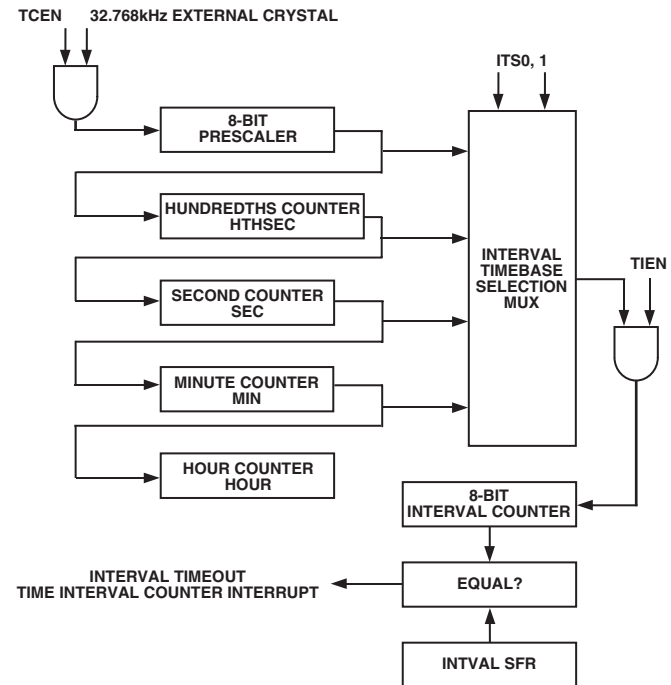 TCEN 32.768kHz EXTERNAL CRYSTAL
ITS0, 1
8-BIT
PRESCALER
HUNDREDTHS COUNTER
HTHSEC
INTERVAL
TIMEBASE
SELECTION
MUX
TIEN
SECOND COUNTER
SEC
MINUTE COUNTER
MIN
HOUR COUNTER
HOUR
8-BIT
INTERVAL COUNTER
INTERVAL TIMEOUT
TIME INTERVAL COUNTER INTERRUPT
EQUAL?
INTVAL SFR